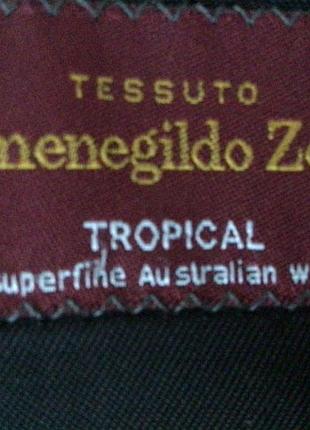 TESSUTO
menegildo Ze
TROPICAL
superfine Australian w